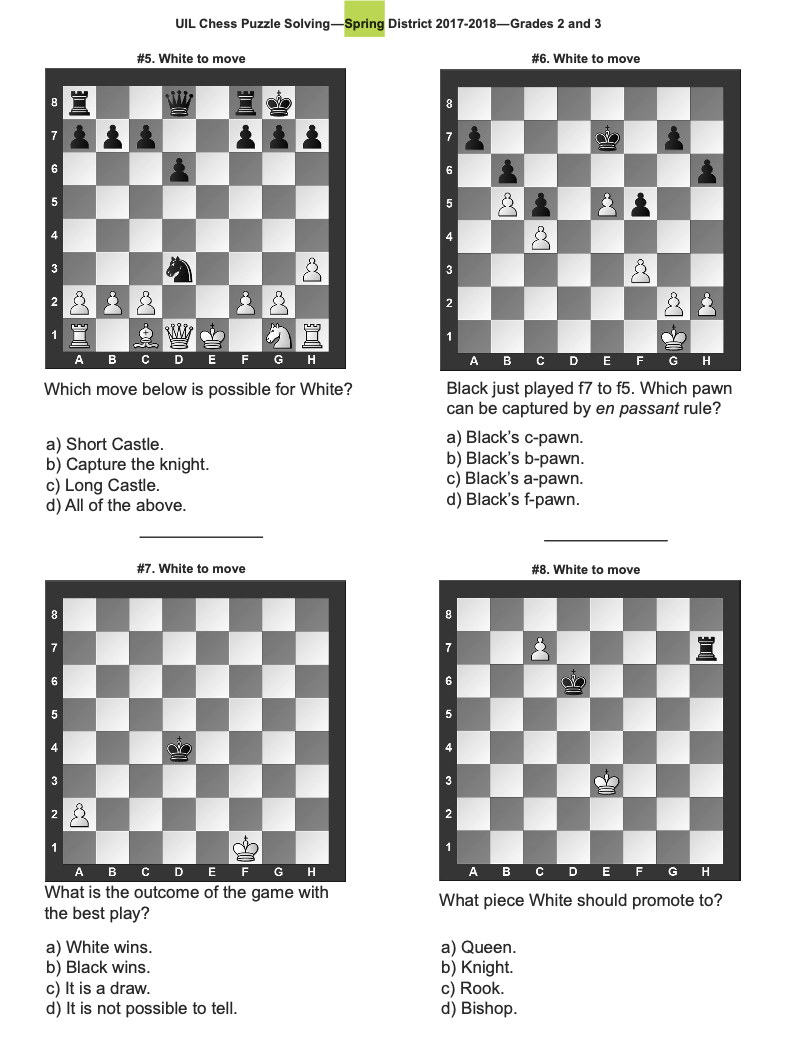 UIL Chess Puzzle Solving—Spring District 2017-2018—Grades 2 and 3
#5. White to move
8
7
6
5
4
3
2
1
A B C D E F G H
Which move below is possible for White?
a) Short Castle.
b) Capture the knight.
c) Long Castle.
d) All of the above.
#6. White to move
8
7
6
5
4
3
2
1
A B C D E F G H
Black just played f7 to f5. Which pawn
can be captured by en passant rule?
a) Black’s c-pawn.
b) Black’s b-pawn.
c) Black’s a-pawn.
d) Black’s f-pawn.
#7. White to move
8
7
6
5
4
3
2
1
A B C D E F G H
What is the outcome of the game with
the best play?
a) White wins.
b) Black wins.
c) It is a draw.
d) It is not possible to tell.
#8. White to move
8
7
6
5
4
3
2
1
A B C D E F G H
What piece White should promote to?
a) Queen.
b) Knight.
c) Rook.
d) Bishop.